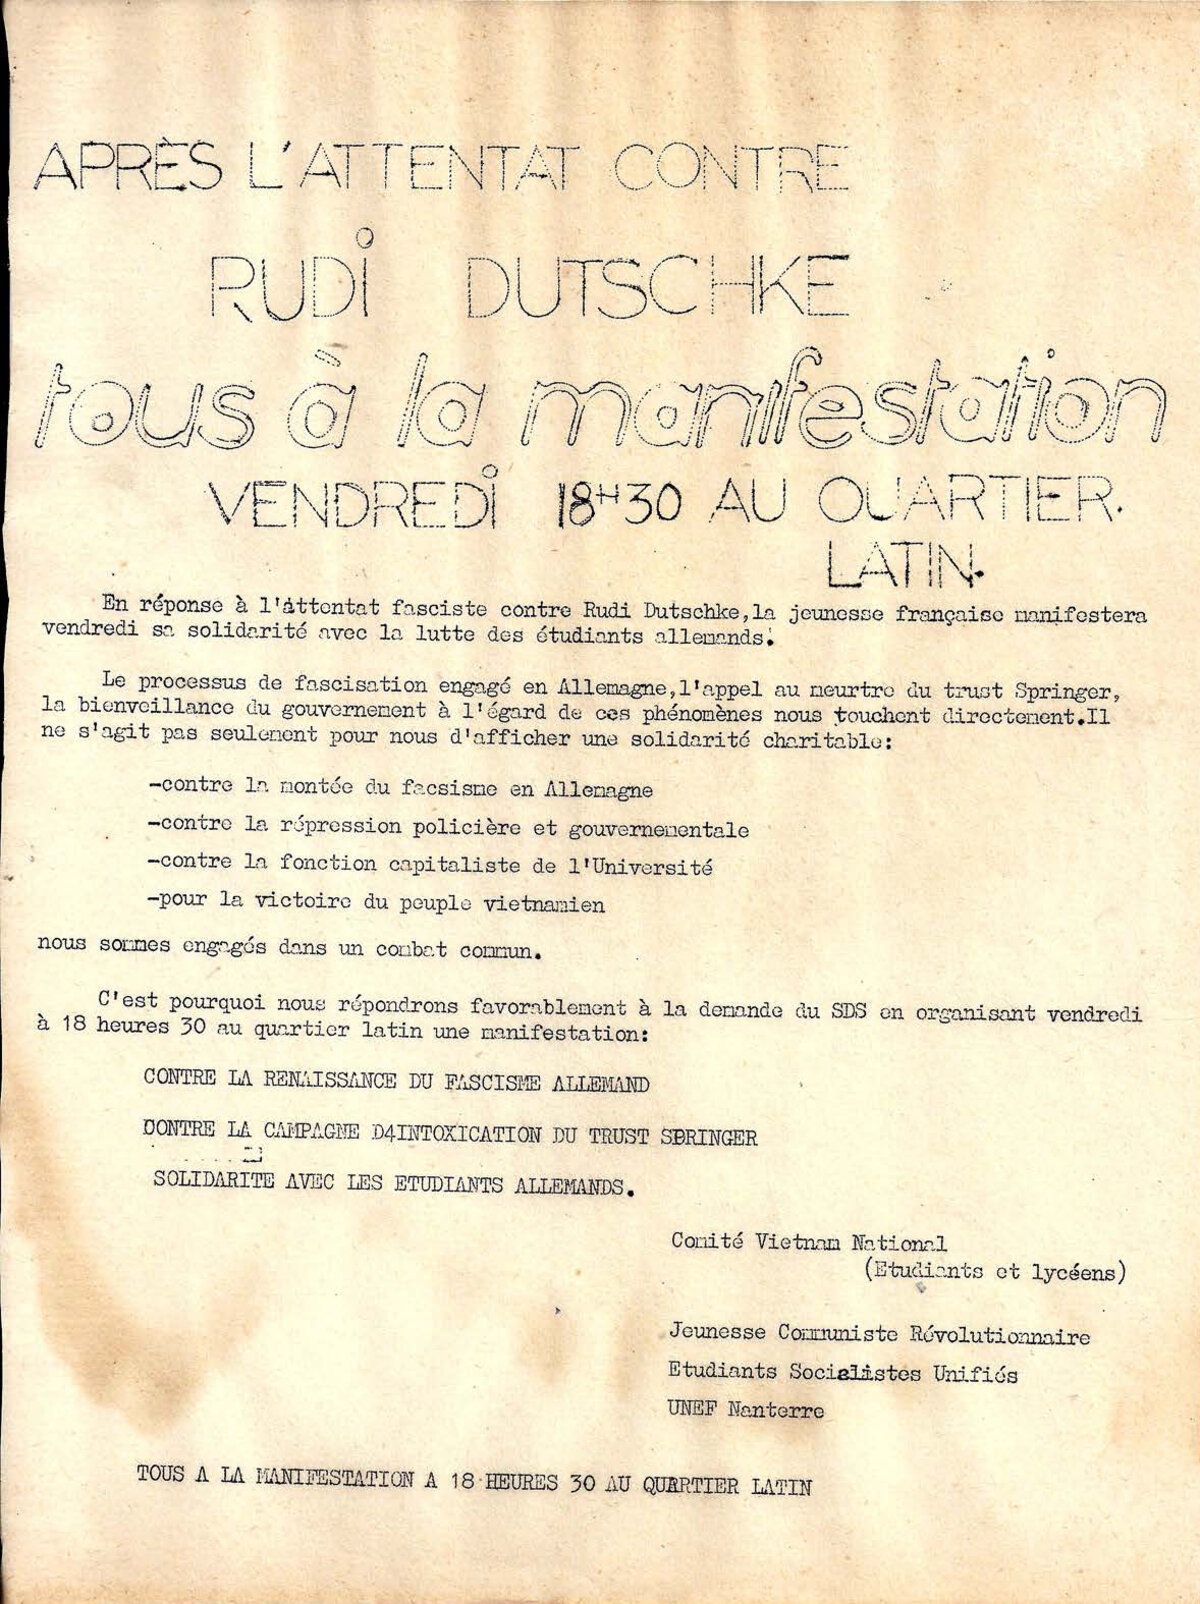 APRÈS L'ATTENTAT CONTRE
RUDI DUTSCHKE
tous à la manifestation
VENDREDI 18H30 AU QUARTIER
LATIN.
En réponse à l'attentat fasciste contre Rudi Dutschke,la jeunesse française manifestera
vendredi sa solidarité avec la lutte des étudiants allemands.
Le processus de fascisation engagé en Allemagne,l'appel au meurtre du trust Springer,
la bienveillance du gouvernement à l'égard de ces phénomènes nous touchent directement.Il
ne s'agit pas seulement pour nous d'afficher une solidarité charitable:
-contre la montée du facsisme en Allemagne
-contre la répression policière et gouvernementale
-contre la fonction capitaliste de l'Université
-pour la victoire du peuple vietnamien
nous sommes engagés dans un combat commun.
C'est pourquoi nous répondrons favorablement à la demande du SDS en organisant vendredi
à 18 heures 30 au quartier latin une manifestation:
CONTRE LA RENAISSANCE DU FASCISME ALLEMAND
CONTRE LA CAMPAGNE D4INTOXICATION DU TRUST SPRINGER
SOLIDARITE AVEC LES ETUDIANTS ALLEMANDS.
Comité Vietnam National
(Etudiants et lycéens)
Jeunesse Communiste Révolutionnaire
Etudiants Socialistes Unifiés
UNEF Nanterre
TOUS A LA MANIFESTATION A 18 HEURES 30 AU QUARTIER LATIN